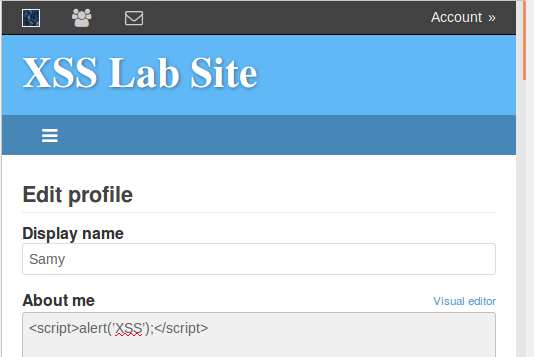 Account »
XSS Lab Site
Edit profile
Display name
Samy
About me Visual editor
<script>alert('XSS');</script>